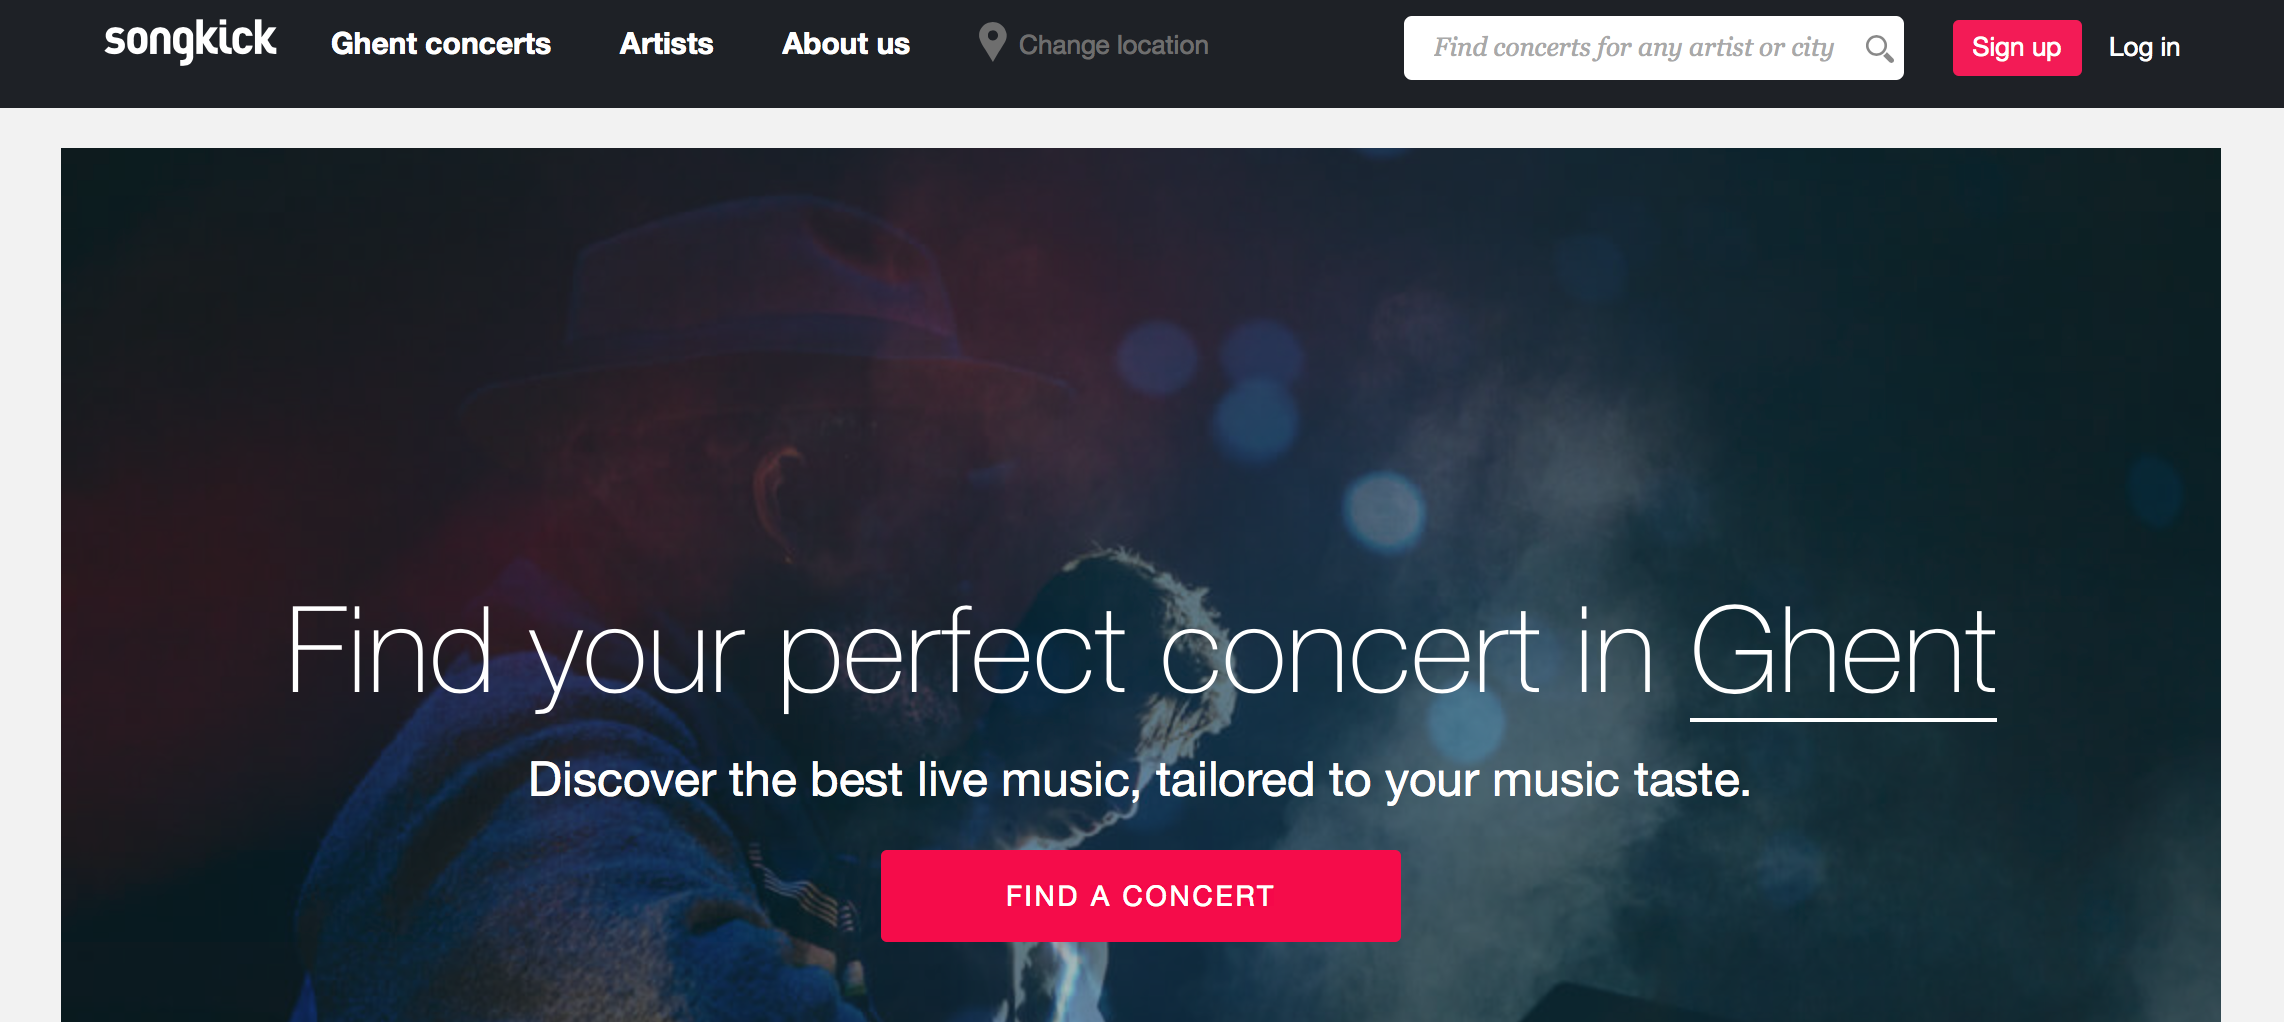 songkick
Ghent concerts
Artists
About us
Change location
Find concerts for any artist or city
Sign up
Log in
Find your perfect concert in Ghent
Discover the best live music, tailored to your music taste.
FIND A CONCERT